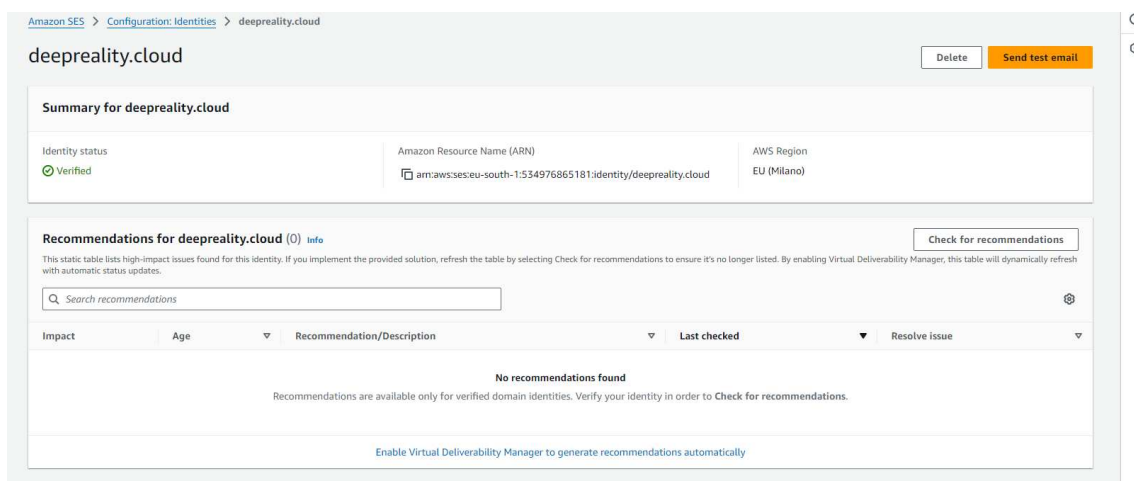 Amazon SES > Configuration: Identities > deepreality.cloud
deepreality.cloud
Delete
Send test email
Summary for deepreality.cloud
Identity status
Amazon Resource Name (ARN)
AWS Region
Verified
arn:aws:ses:eu-south-1:534976865181:identity/deepreality.cloud
EU (Milano)
Recommendations for deepreality.cloud (0) Info
Check for recommendations
This static table lists high-impact issues found for this identity. If you implement the provided solution, refresh the table by selecting Check for recommendations to ensure it's no longer listed. By enabling Virtual Deliverability Manager, this table will dynamically refresh
with automatic status updates.
Search recommendations
Impact Age Recommendation/Description Last checked Resolve issue
No recommendations found
Recommendations are available only for verified domain identities. Verify your identity in order to Check for recommendations.
Enable Virtual Deliverability Manager to generate recommendations automatically